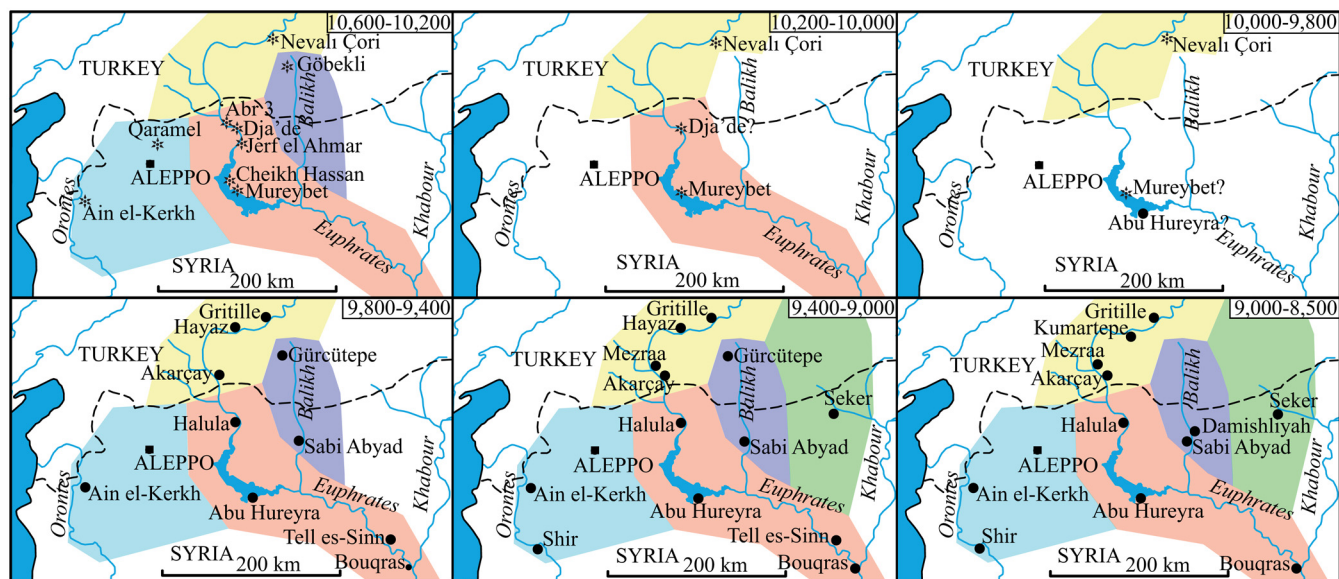 10,600-10,200
Nevalı Çori
TURKEY
Göbekli
Balikh
Abr 3
Qaramel
Dja'de
Jerf el Ahmar
ALEPPO
Cheikh Hassan
Mureybet
Orontes
Ain el-Kerkh
Khabour
Euphrates
SYRIA
200 km
10,200-10,000
Nevalı Çori
TURKEY
Balikh
Dja'de?
ALEPPO
Mureybet
Orontes
Khabour
Euphrates
SYRIA
200 km
10,000-9,800
Nevalı Çori
TURKEY
Balikh
ALEPPO
Mureybet?
Abu Hureyra?
Orontes
Khabour
Euphrates
SYRIA
200 km
9,800-9,400
Gritille
Hayaz
TURKEY
Gürcütepe
Akarçay
Balikh
Halula
Sabi Abyad
ALEPPO
Ain el-Kerkh
Orontes
Abu Hureyra
Euphrates
Khabour
Tell es-Sinn
SYRIA
Bouqras
200 km
9,400-9,000
Gritille
Hayaz
TURKEY
Mezraa
Gürcütepe
Akarçay
Balikh
Seker
Halula
Sabi Abyad
ALEPPO
Ain el-Kerkh
Orontes
Abu Hureyra
Euphrates
Khabour
Shir
Tell es-Sinn
SYRIA
Bouqras
200 km
9,000-8,500
Gritille
Kumartepe
TURKEY
Mezraa
Akarçay
Balikh
Seker
Halula
Damishliyah
Sabi Abyad
ALEPPO
Ain el-Kerkh
Orontes
Abu Hureyra
Euphrates
Khabour
Shir
SYRIA
Bouqras
200 km